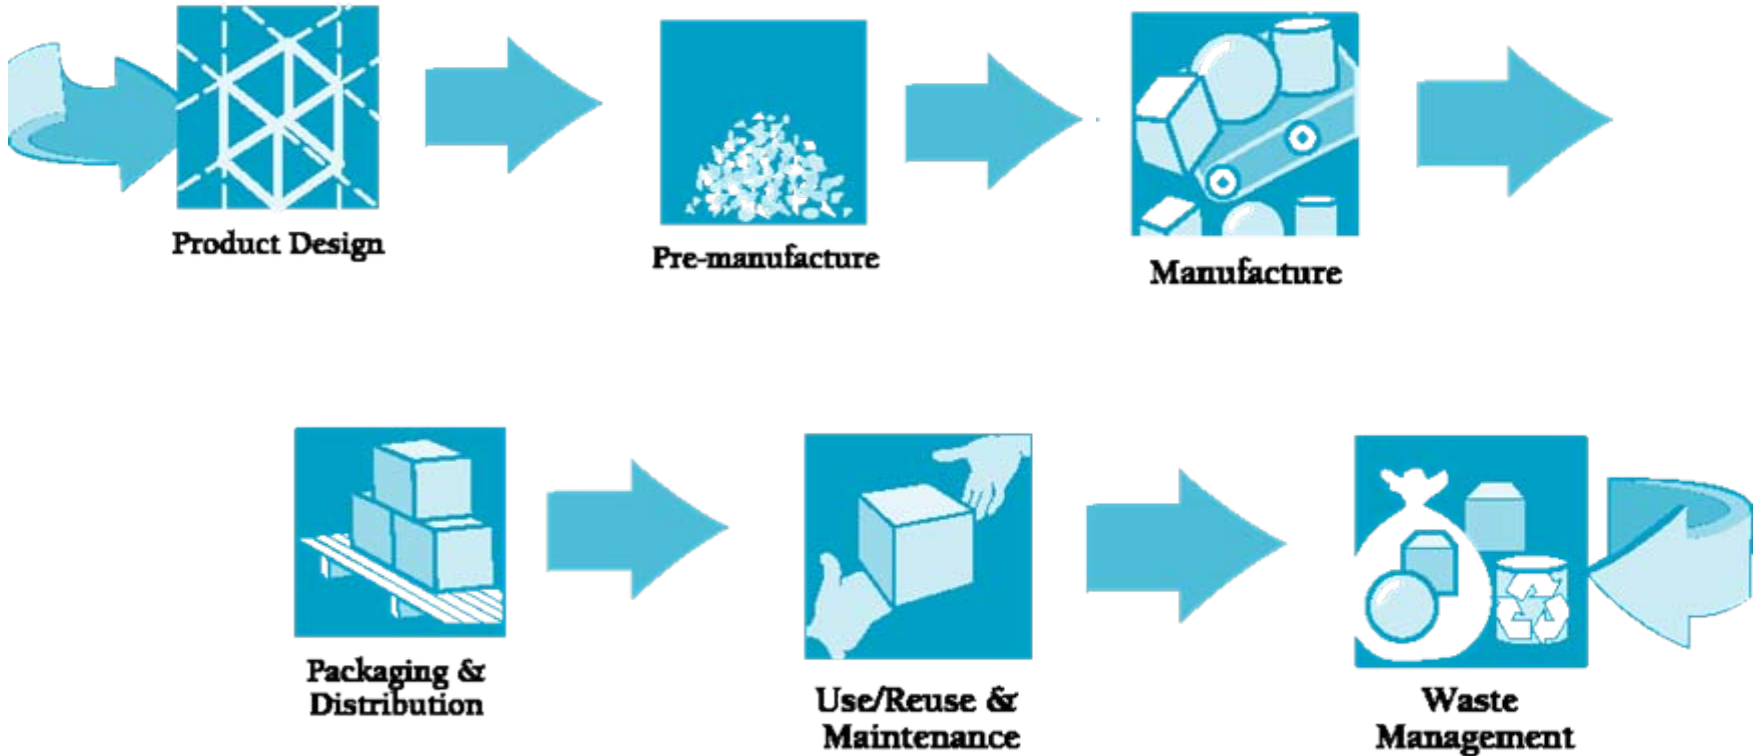 Product Design
Pre-manufacture
Manufacture
Packaging &
Distribution
Use/Reuse &
Maintenance
Waste
Management